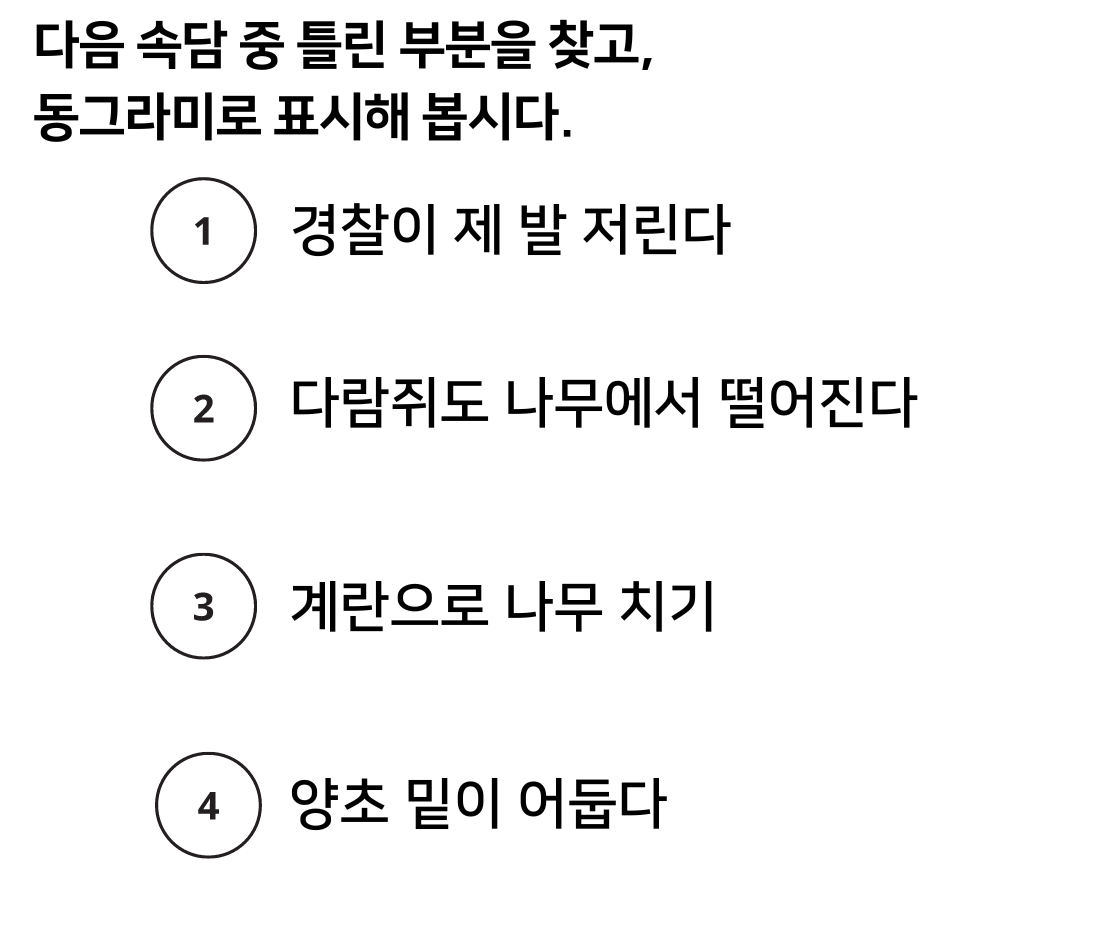 다음 속담 중 틀린 부분을 찾고,
동그라미로 표시해 봅시다.
1 경찰이 제 발 저린다
2 다람쥐도 나무에서 떨어진다
3 계란으로 나무 치기
4 양초 밑이 어둡다